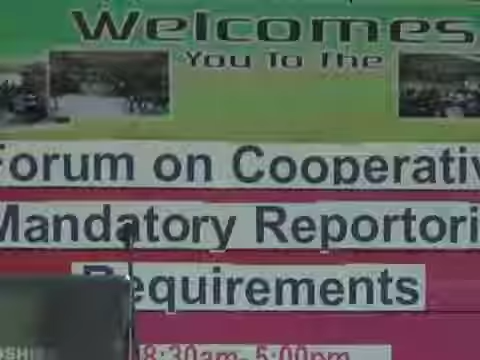 Welcomes
You To The
Forum on Cooperativ
Mandatory Reportori
Requirements
8:30am- 5:00pm